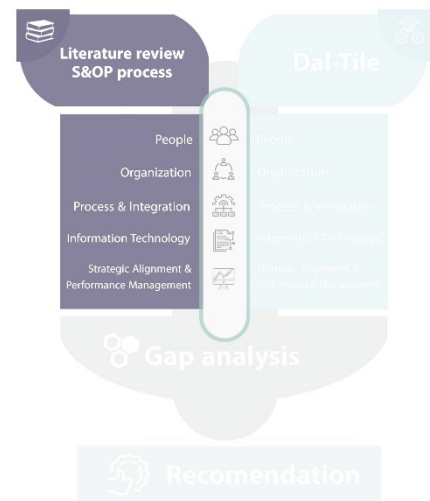 Literature review
S&OP process
Dal-Tile
People
People
Organization
Organization
Process & Integration
Process & Integration
Information Technology
Information Technology
Strategic Alignment &
Performance Management
Strategic Alignment &
Performance Management
Gap analysis
Recomendation